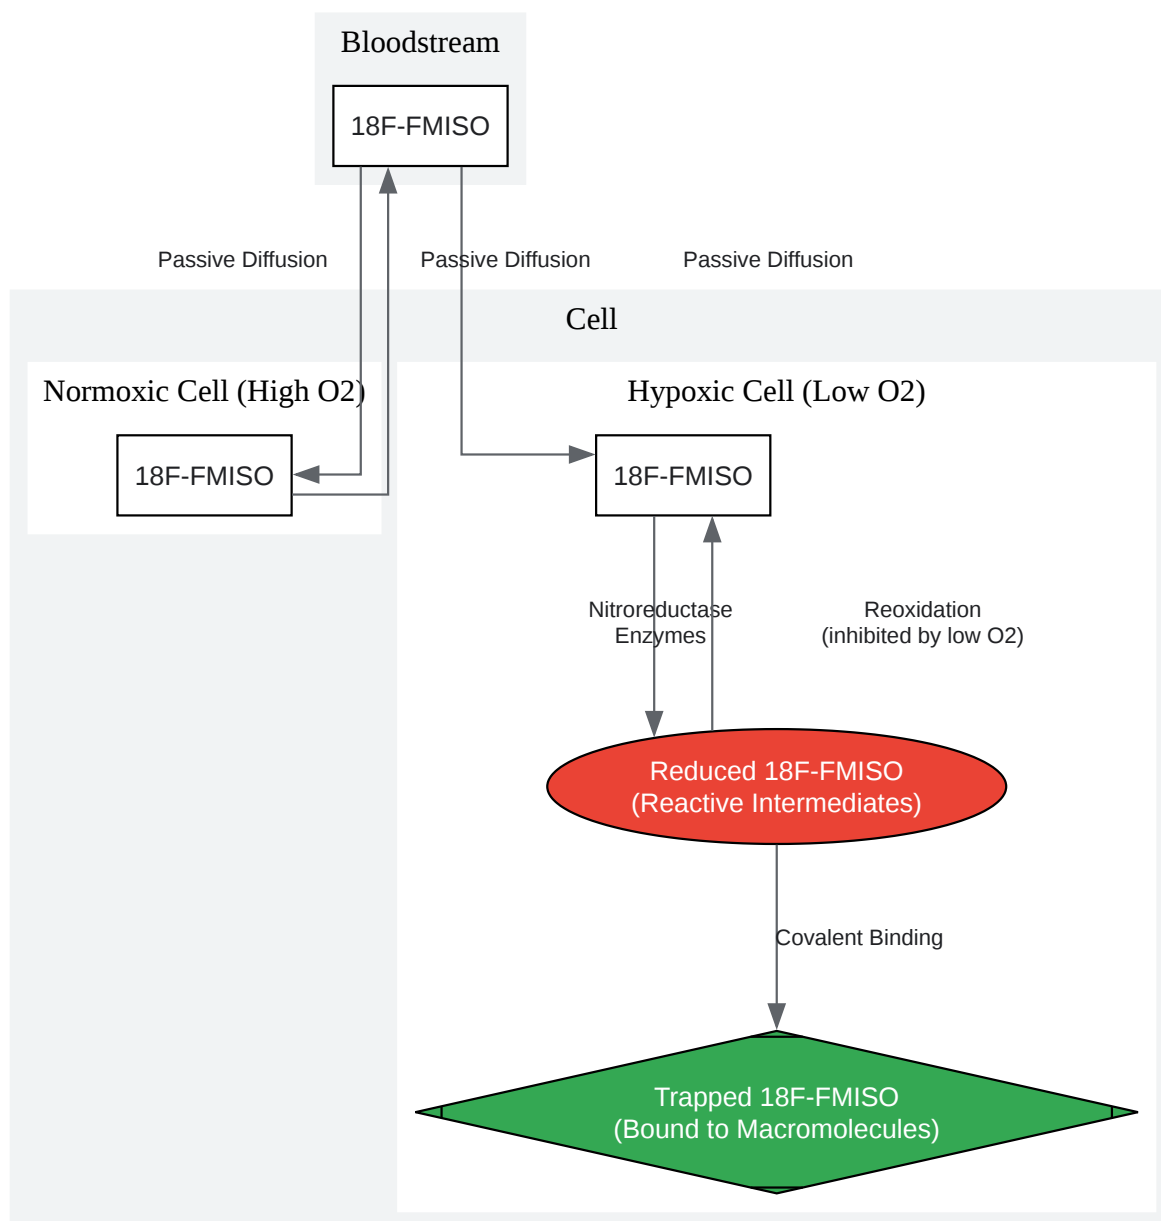 Bloodstream
18F-FMISO
Passive Diffusion
Passive Diffusion
Passive Diffusion
Cell
Normoxic Cell (High O2)
Hypoxic Cell (Low O2)
18F-FMISO
18F-FMISO
Nitroreductase
Enzymes
Reoxidation
(inhibited by low O2)
Reduced 18F-FMISO
(Reactive Intermediates)
Covalent Binding
Trapped 18F-FMISO
(Bound to Macromolecules)